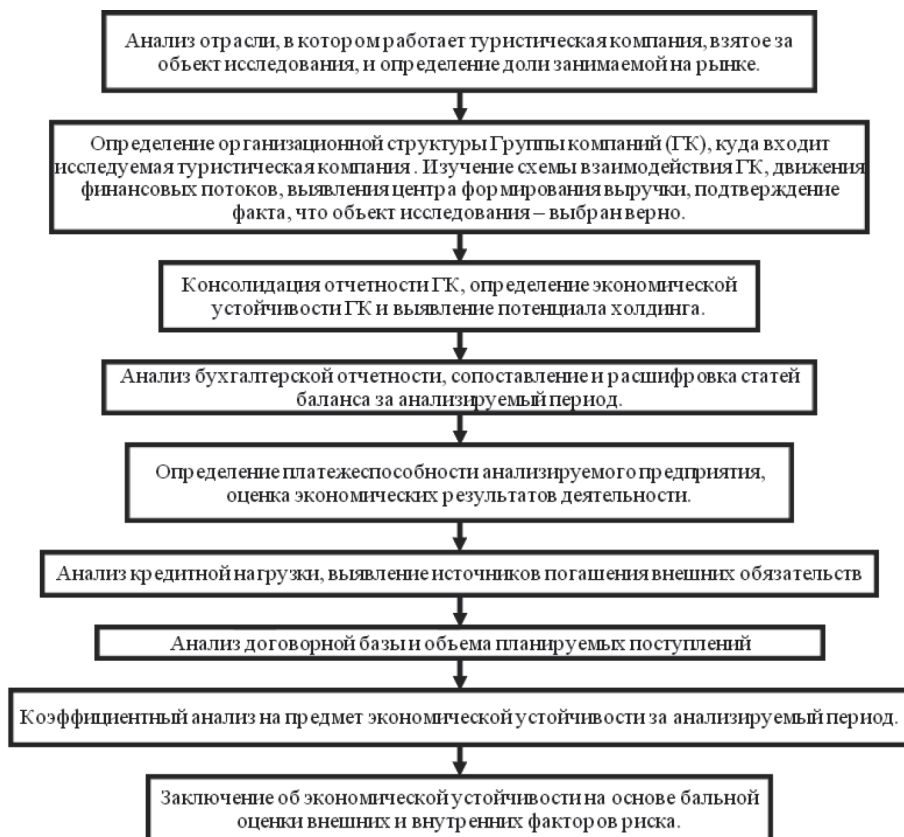 Анализ отрасли, в котором работает туристическая компания, взятое за
объект исследования, и определение доли занимаемой на рынке.
Определение организационной структуры Группы компаний (ГК), куда входит
исследуемая туристическая компания . Изучение схемы взаимодействия ГК, движения
финансовых потоков, выявления центра формирования выручки, подтверждение
факта, что объект исследования – выбран верно.
Консолидация отчетности ГК, определение экономической
устойчивости ГК и выявление потенциала холдинга.
Анализ бухгалтерской отчетности, сопоставление и расшифровка статей
баланса за анализируемый период.
Определение платежеспособности анализируемого предприятия,
оценка экономических результатов деятельности.
Анализ кредитной нагрузки, выявление источников погашения внешних обязательств
Анализ договорной базы и объема планируемых поступлений
Коэффициентный анализ на предмет экономической устойчивости за анализируемый период.
Заключение об экономической устойчивости на основе бальной
оценки внешних и внутренних факторов риска.